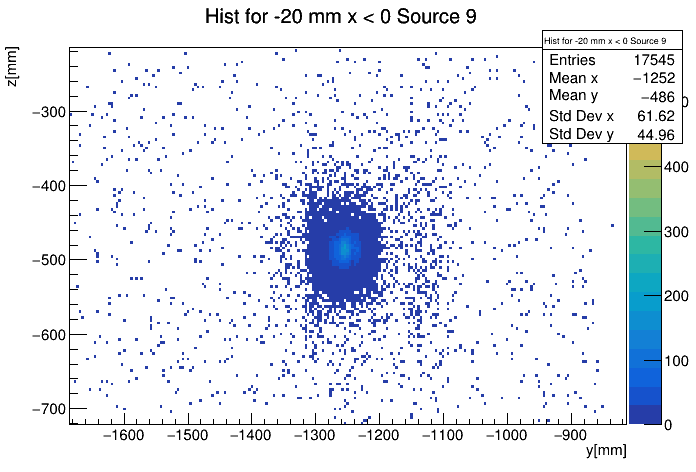 Hist for -20 mm x < 0 Source 9
z[mm]
Hist for -20 mm x < 0 Source 9
Entries 17545
Mean x −1252
Mean y −486
Std Dev x 61.62
Std Dev y 44.96
−300
−400
−500
−600
−700
−1600 −1500 −1400 −1300 −1200 −1100 −1000 −900
y[mm]
0
400
300
200
100
0